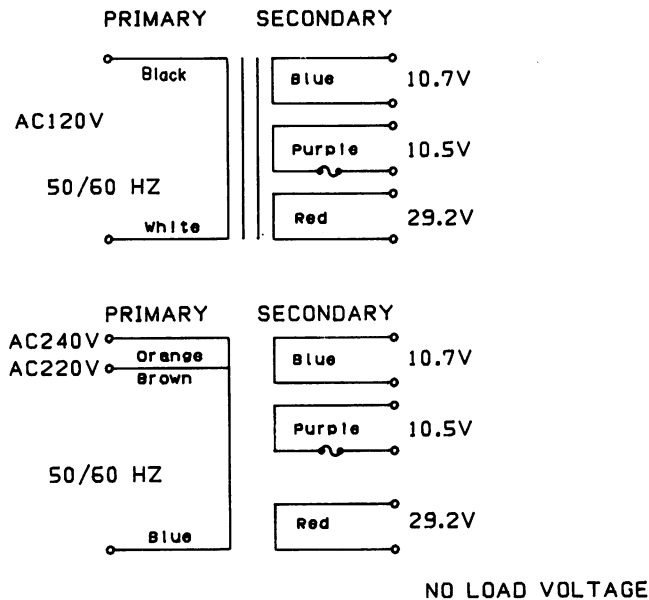 PRIMARY SECONDARY
Black Blue 10.7V
AC120V
Purple 10.5V
50/60 HZ
White Red 29.2V
PRIMARY SECONDARY
AC240V Orange
AC220V Brown
Blue 10.7V
Purple 10.5V
50/60 HZ
Red 29.2V
Blue
NO LOAD VOLTAGE